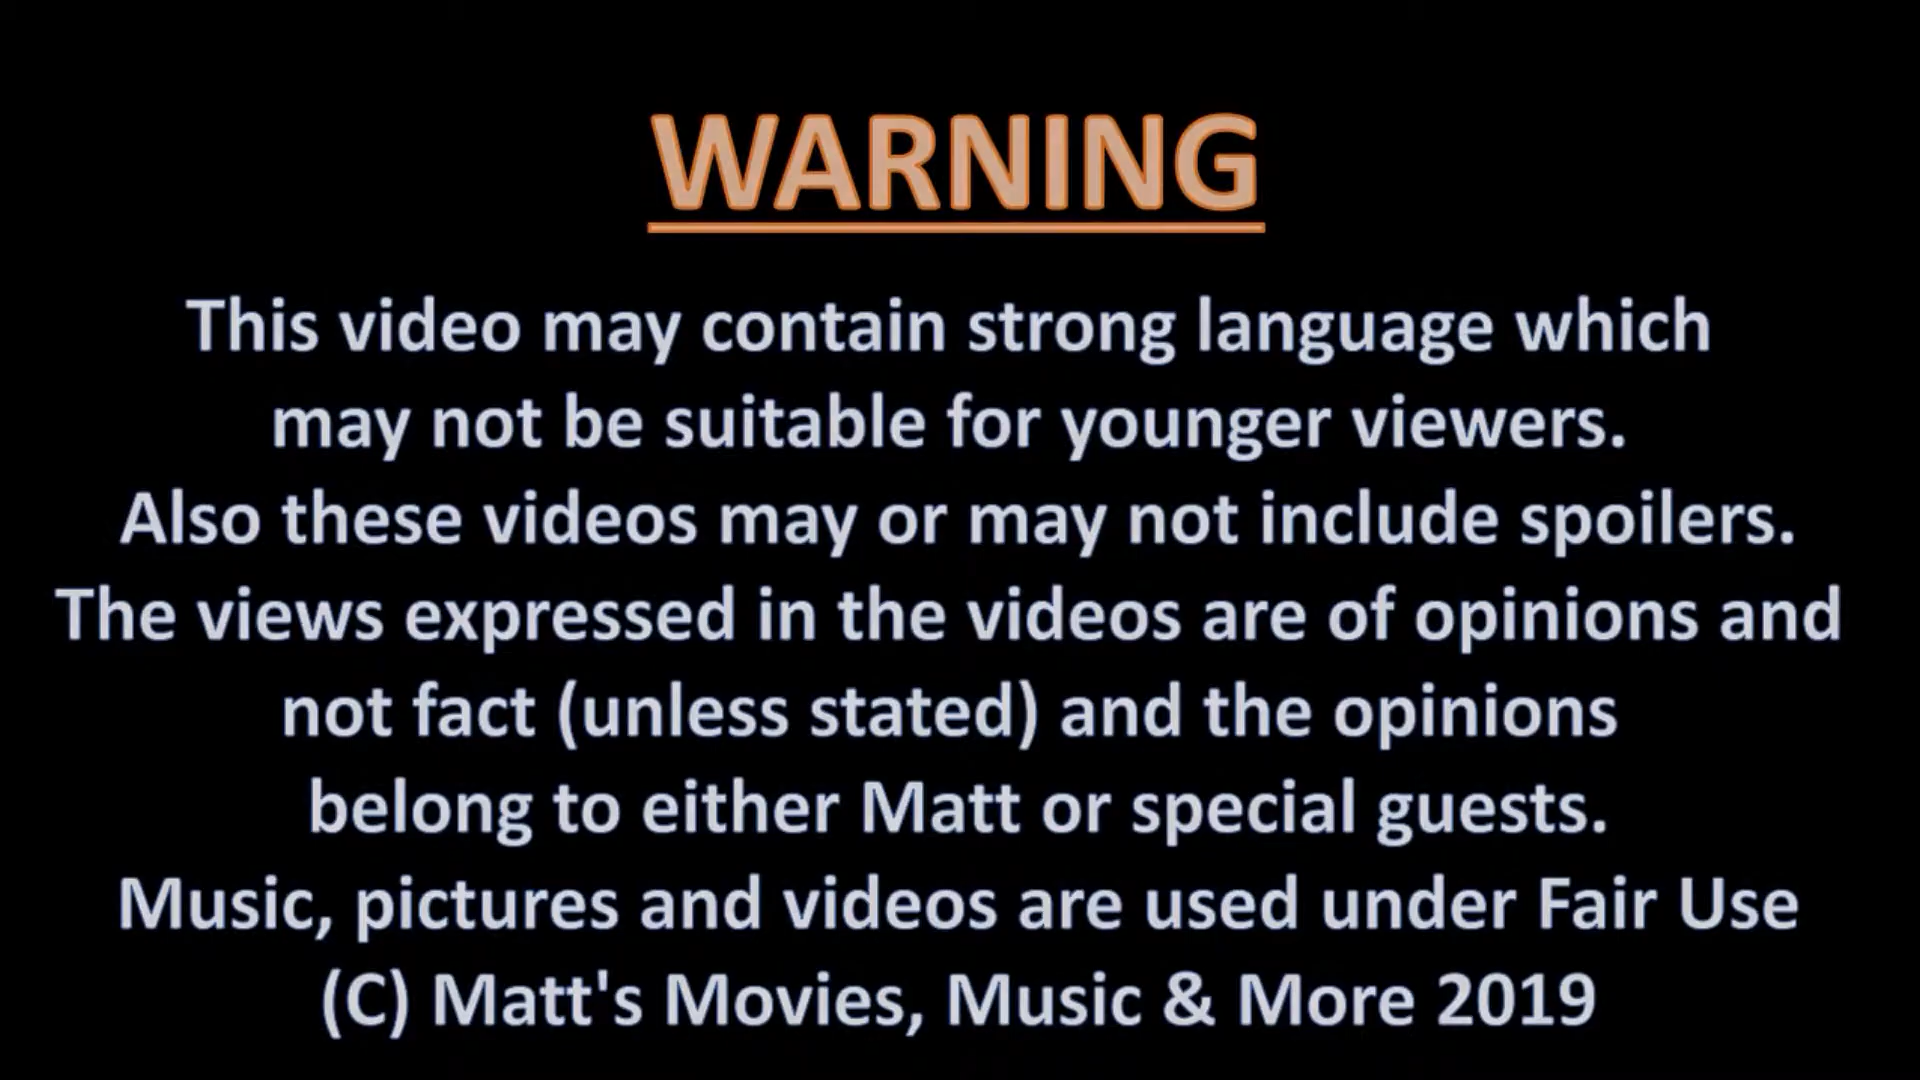 WARNING
This video may contain strong language which
may not be suitable for younger viewers.
Also these videos may or may not include spoilers.
The views expressed in the videos are of opinions and
not fact (unless stated) and the opinions
belong to either Matt or special guests.
Music, pictures and videos are used under Fair Use
(C) Matt's Movies, Music & More 2019